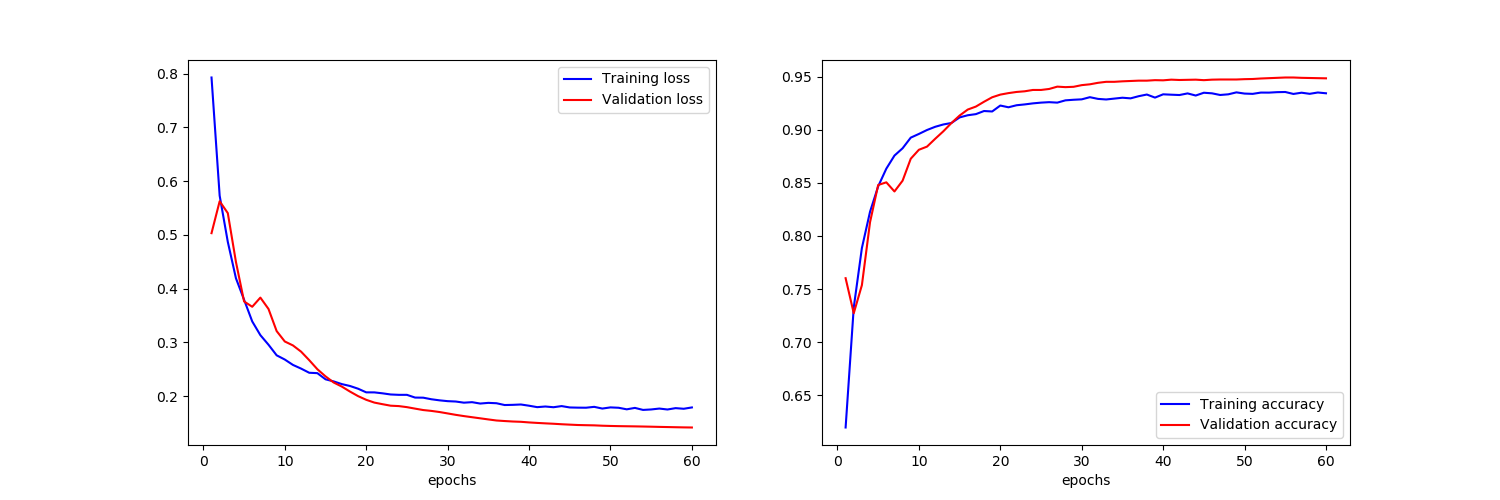 0.8
0.7
0.6
0.5
0.4
0.3
0.2
0 10 20 30 40 50 60
epochs
Training loss
Validation loss
0.95
0.90
0.85
0.80
0.75
0.70
0.65
0 10 20 30 40 50 60
epochs
Training accuracy
Validation accuracy